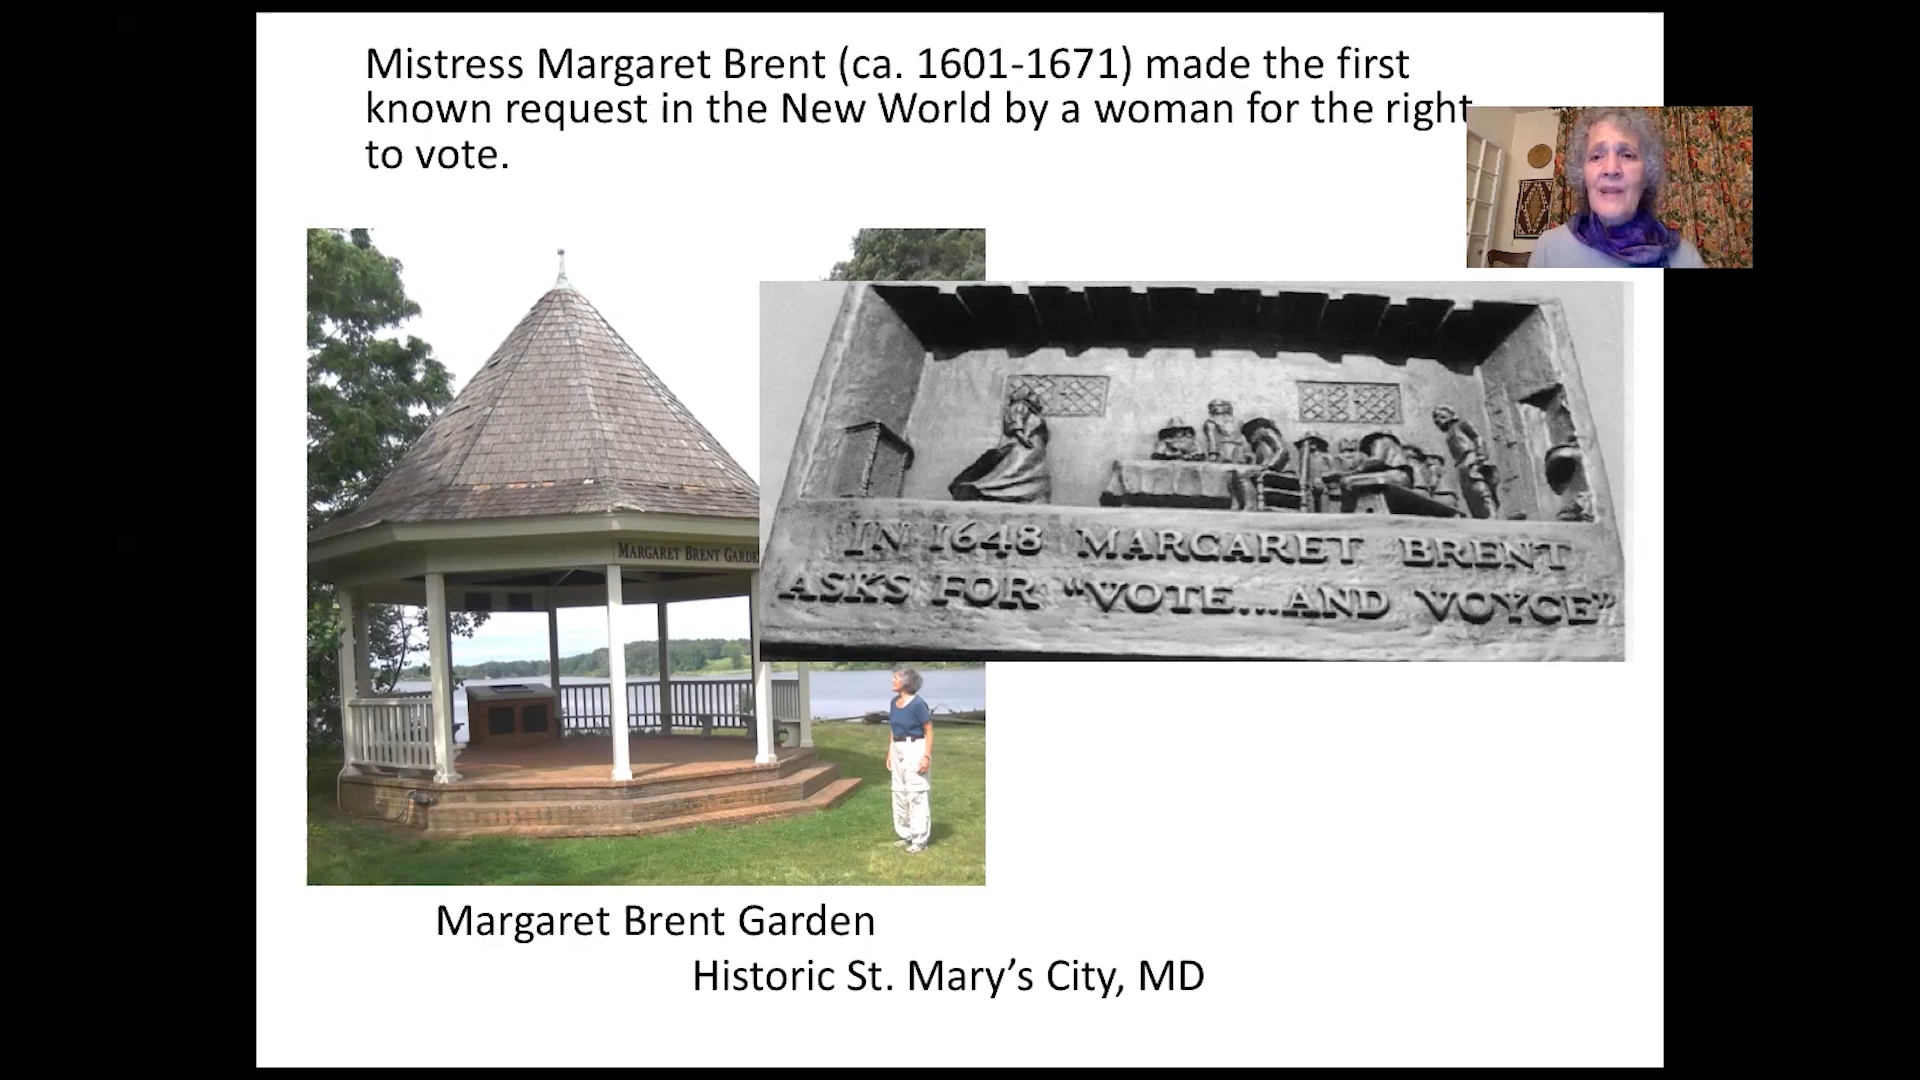 Mistress Margaret Brent (ca. 1601-1671) made the first
known request in the New World by a woman for the right
to vote.
MARGARET BRENT GARDE
IN 1648 MARGARET BRENT
ASKS FOR “VOTE...AND VOYCE”
Margaret Brent Garden
Historic St. Mary’s City, MD